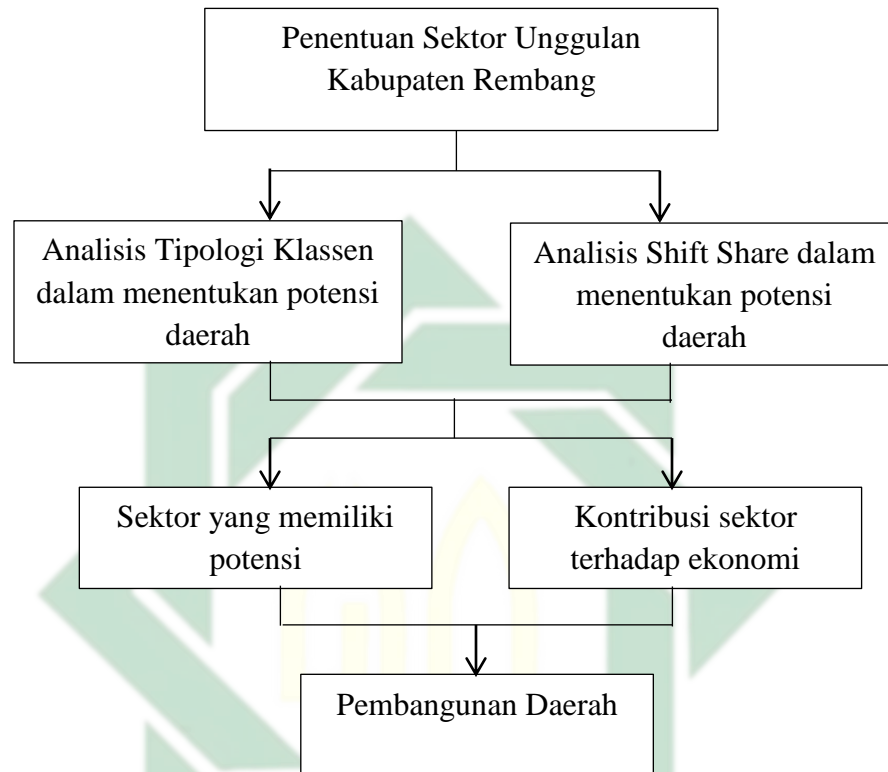 Penentuan Sektor Unggulan
Kabupaten Rembang
Analisis Tipologi Klassen
dalam menentukan potensi
daerah
Analisis Shift Share dalam
menentukan potensi
daerah
Sektor yang memiliki
potensi
Kontribusi sektor
terhadap ekonomi
Pembangunan Daerah